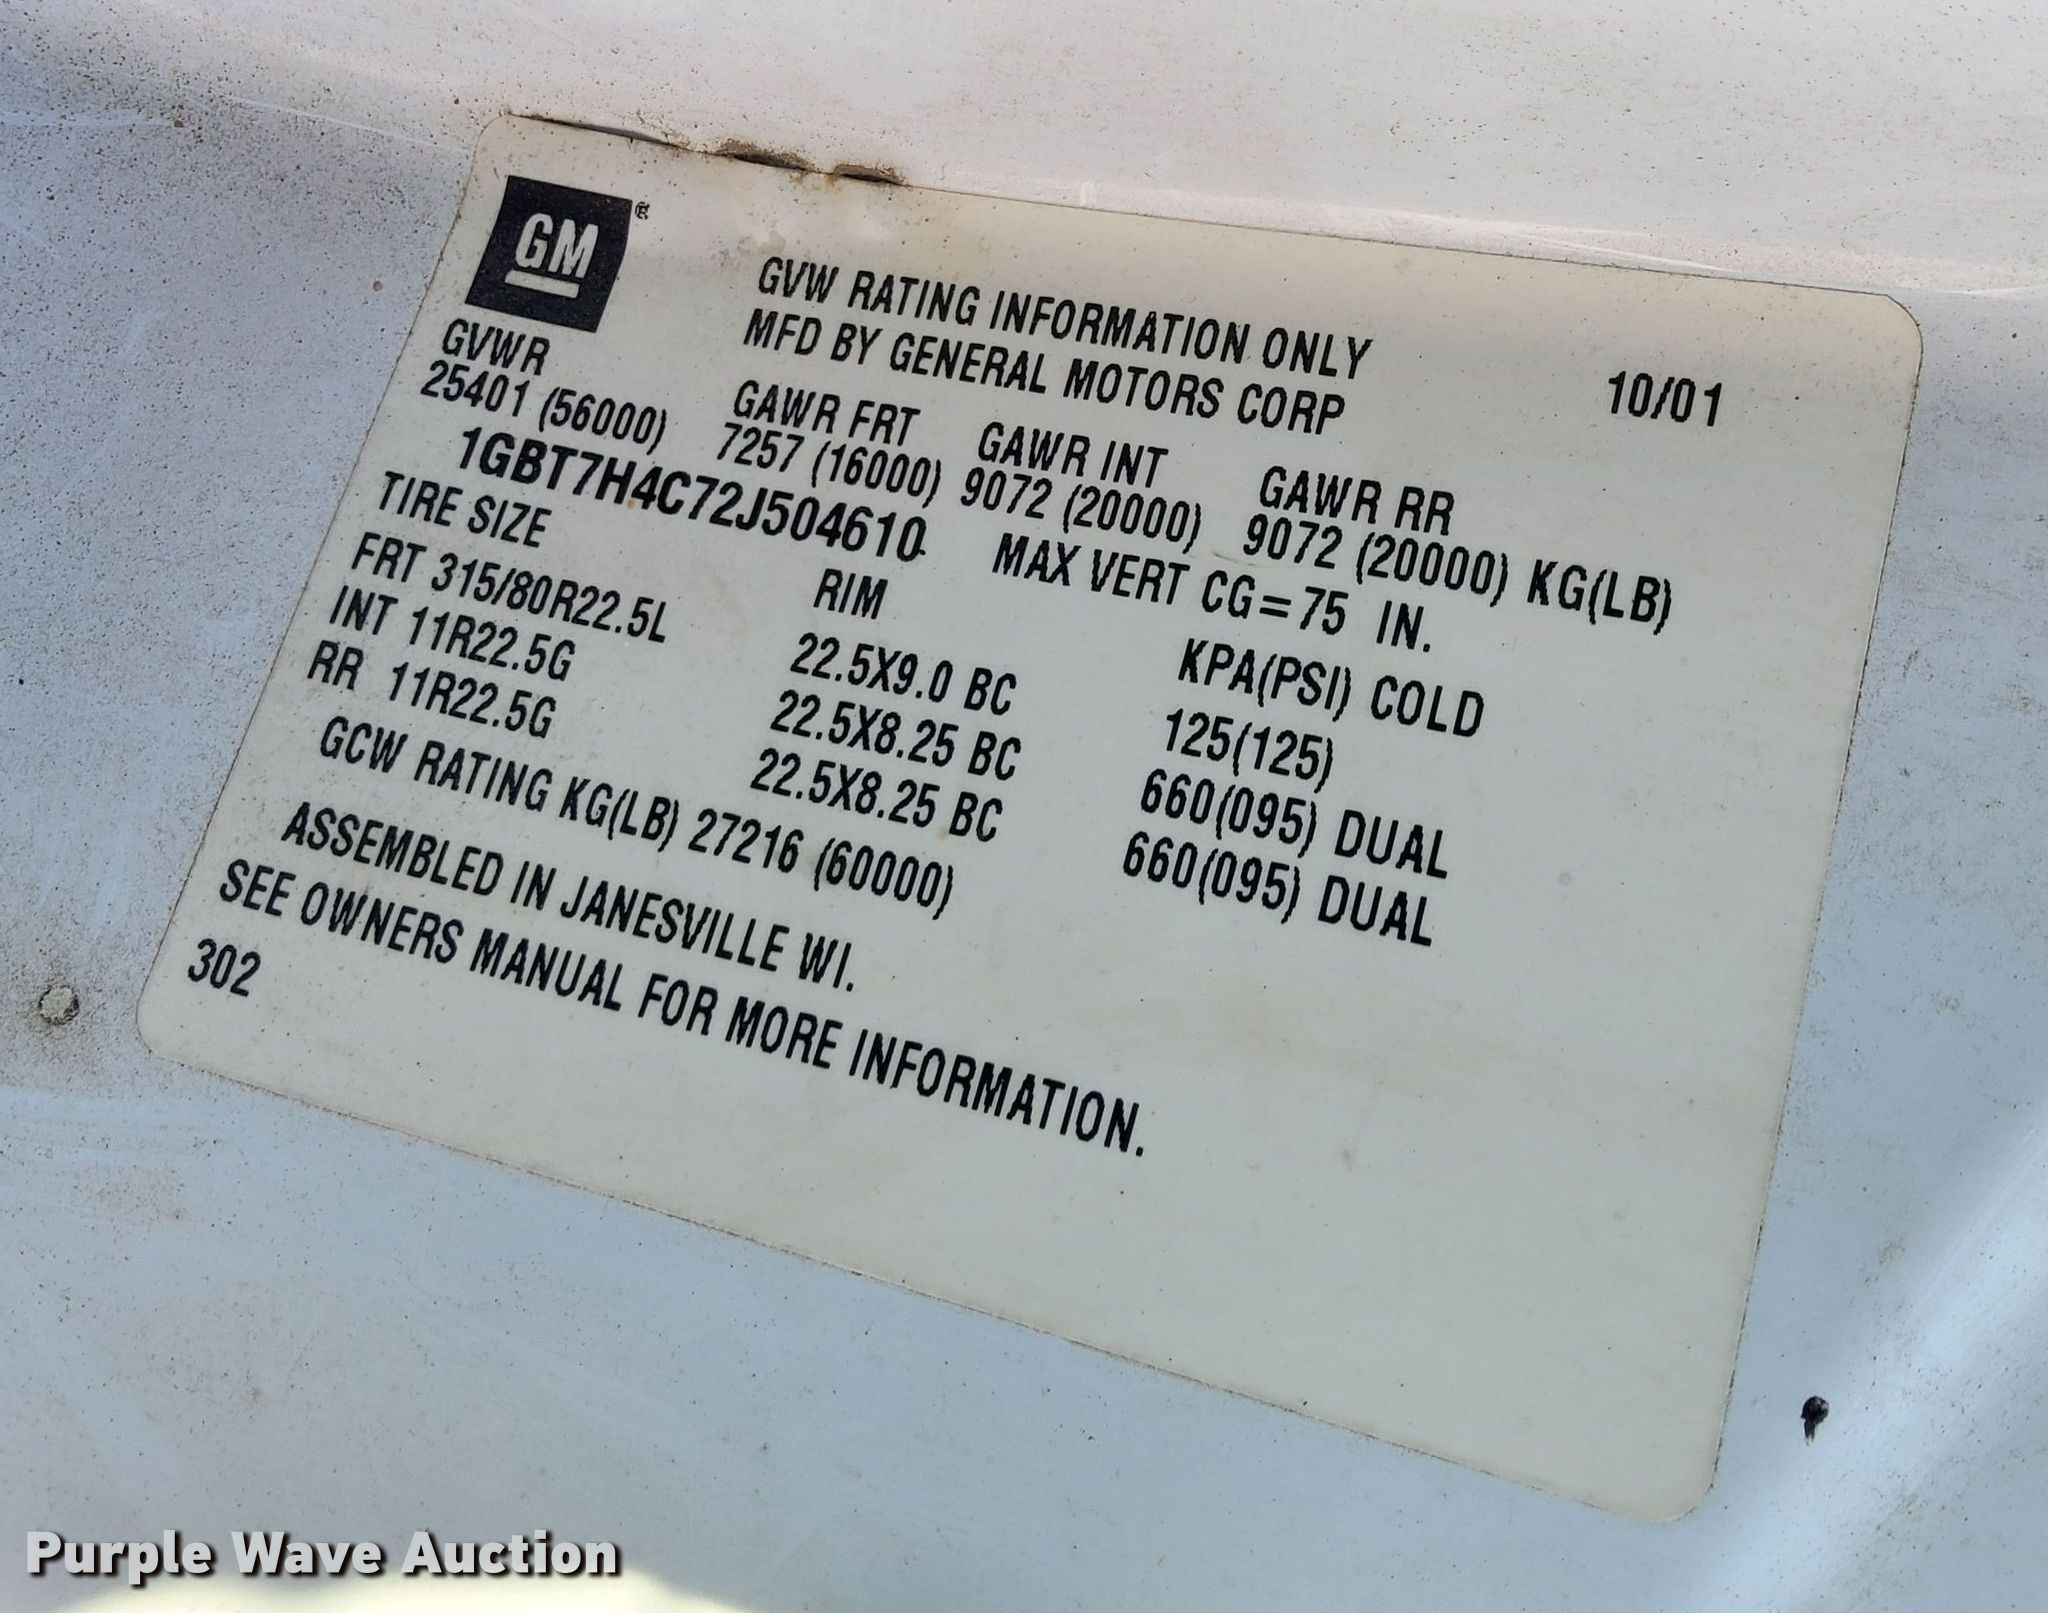 GM ®
GVW RATING INFORMATION ONLY
MFD BY GENERAL MOTORS CORP 10/01
GVWR GAWR FRT GAWR INT GAWR RR
25401 (56000) 7257 (16000) 9072 (20000) 9072 (20000) KG(LB)
1GBT7H4C72J504610 MAX VERT CG=75 IN.
TIRE SIZE RIM KPA(PSI) COLD
FRT 315/80R22.5L 22.5X9.0 BC 125(125)
INT 11R22.5G 22.5X8.25 BC 660(095) DUAL
RR 11R22.5G 22.5X8.25 BC 660(095) DUAL
GCW RATING KG(LB) 27216 (60000)
ASSEMBLED IN JANESVILLE WI.
SEE OWNERS MANUAL FOR MORE INFORMATION.
302
Purple Wave Auction